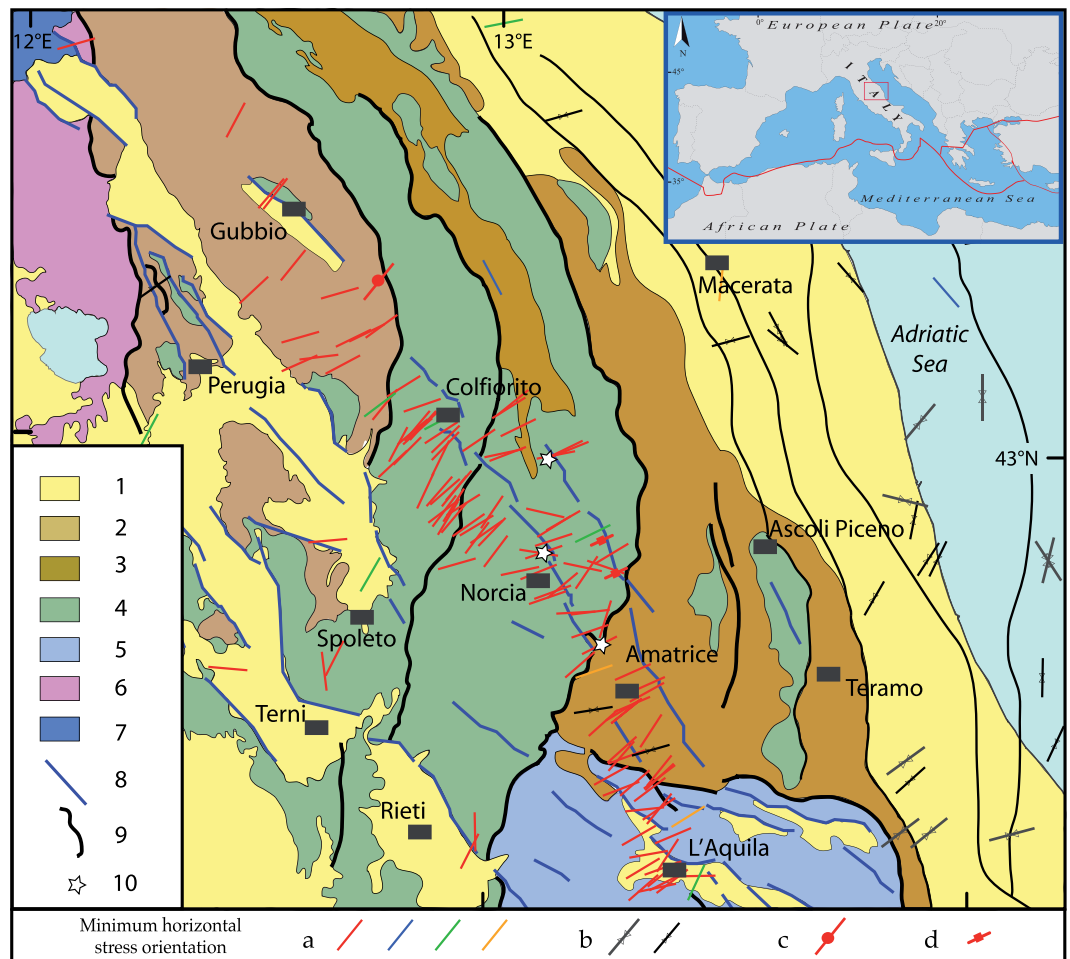 12°E
13°E
0°
European Plate
20°
N
45°
ITALY
35°
Mediterranean Sea
African Plate
Gubbio
Macerata
Adriatic
Sea
Perugia
Colfiorito
43°N
1
2
3
4
5
6
7
8
9
10
Ascoli Piceno
Norcia
Spoleto
Amatrice
Teramo
Terni
Rieti
L'Aquila
Minimum horizontal
stress orientation
a
b
c
d